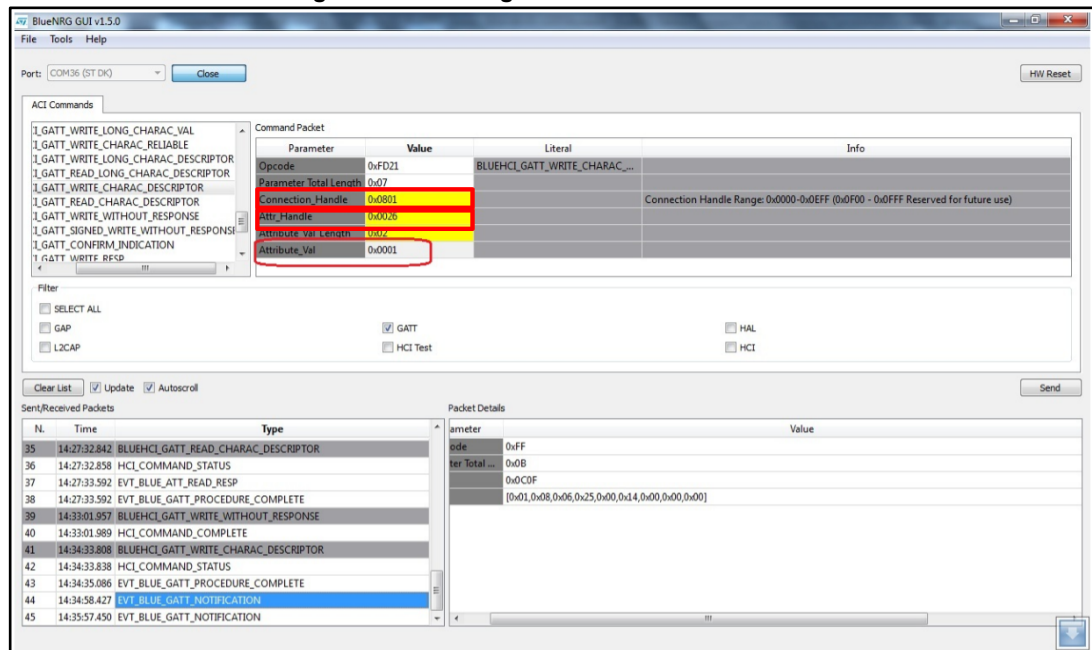 BlueNRG GUI v1.5.0
File Tools Help
Port: COM36 (ST DK) Close HW Reset
ACI Commands
I_GATT_WRITE_LONG_CHARAC_VAL
I_GATT_WRITE_CHARAC_RELIABLE
I_GATT_WRITE_LONG_CHARAC_DESCRIPTOR
I_GATT_READ_LONG_CHARAC_DESCRIPTOR
I_GATT_WRITE_CHARAC_DESCRIPTOR
I_GATT_READ_CHARAC_DESCRIPTOR
I_GATT_WRITE_WITHOUT_RESPONSE
I_GATT_SIGNED_WRITE_WITHOUT_RESPONSE
I_GATT_CONFIRM_INDICATION
I_GATT_WRITE_RESP
Command Packet
Parameter Value Literal Info
Opcode 0xFD21 BLUEHCI_GATT_WRITE_CHARAC_...
Parameter Total Length 0x07
Connection_Handle 0x0801 Connection Handle Range: 0x0000-0x0EFF (0x0F00 - 0x0FFF Reserved for future use)
Attr_Handle 0x0026
Attribute_Val Length 0x02
Attribute_Val 0x0001
Filter
SELECT ALL
GAP GATT HAL
L2CAP HCI Test HCI
Clear List Update Autoscroll Send
Sent/Received Packets
N. Time Type
35 14:27:32.842 BLUEHCI_GATT_READ_CHARAC_DESCRIPTOR
36 14:27:32.858 HCI_COMMAND_STATUS
37 14:27:33.592 EVT_BLUE_ATT_READ_RESP
38 14:27:33.592 EVT_BLUE_GATT_PROCEDURE_COMPLETE
39 14:33:01.957 BLUEHCI_GATT_WRITE_WITHOUT_RESPONSE
40 14:33:01.989 HCI_COMMAND_COMPLETE
41 14:34:33.808 BLUEHCI_GATT_WRITE_CHARAC_DESCRIPTOR
42 14:34:33.838 HCI_COMMAND_STATUS
43 14:34:35.086 EVT_BLUE_GATT_PROCEDURE_COMPLETE
44 14:34:58.427 EVT_BLUE_GATT_NOTIFICATION
45 14:35:57.450 EVT_BLUE_GATT_NOTIFICATION
Packet Details
ameter Value
ode 0xFF
ter Total ... 0x0B
0x0C0F
[0x01,0x08,0x06,0x25,0x00,0x14,0x00,0x00,0x00]